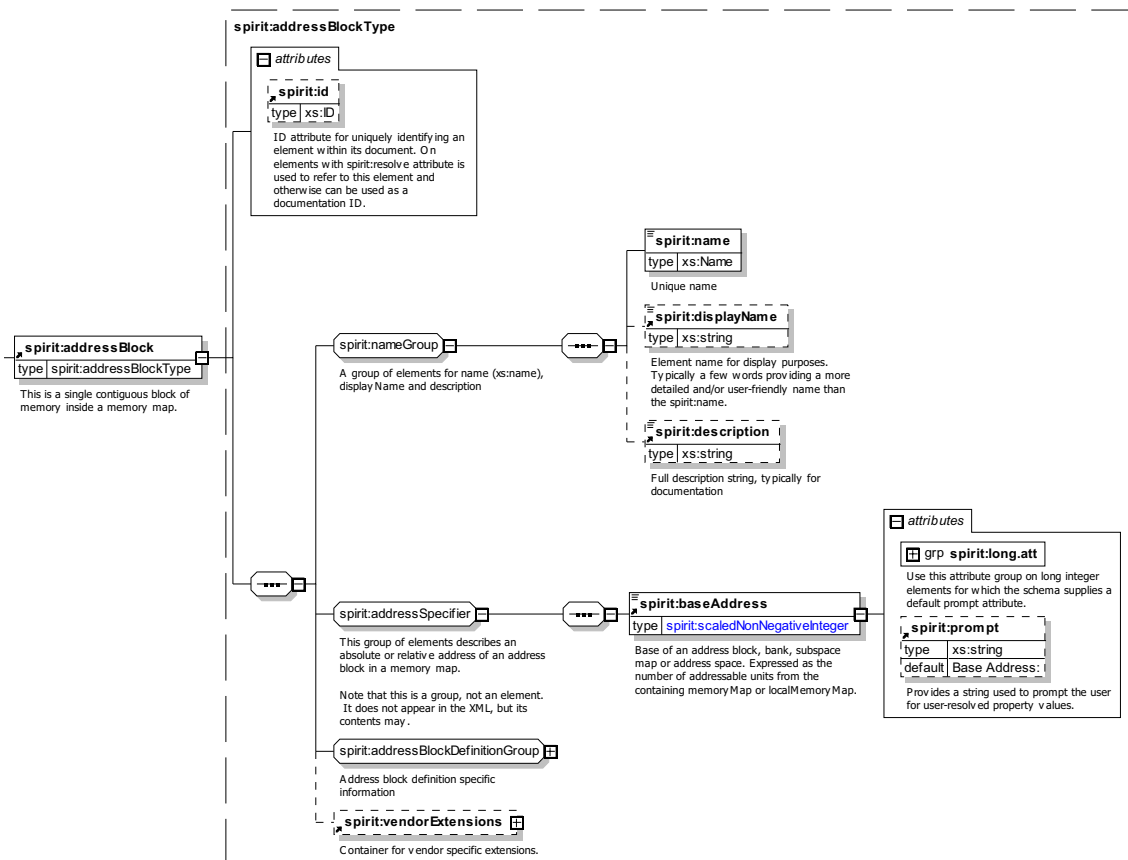 spirit:addressBlockType
attributes
spirit:id
type xs:ID
ID attribute for uniquely identifying an
element within its document. On
elements with spirit:resolve attribute is
used to refer to this element and
otherwise can be used as a
documentation ID.
spirit:addressBlock
type spirit:addressBlockType
This is a single contiguous block of
memory inside a memory map.
spirit:nameGroup
A group of elements for name (xs:name),
display Name and description
spirit:name
type xs:Name
Unique name
spirit:displayName
type xs:string
Element name for display purposes.
Typically a few words providing a more
detailed and/or user-friendly name than
the spirit:name.
spirit:description
type xs:string
Full description string, typically for
documentation
spirit:addressSpecifier
This group of elements describes an
absolute or relative address of an address
block in a memory map.
Note that this is a group, not an element.
It does not appear in the XML, but its
contents may.
spirit:baseAddress
type spirit:scaledNonNegativeInteger
Base of an address block, bank, subspace
map or address space. Expressed as the
number of addressable units from the
containing memoryMap or localMemoryMap.
attributes
grp spirit:long.att
Use this attribute group on long integer
elements for which the schema supplies a
default prompt attribute.
spirit:prompt
type xs:string
default Base Address:
Provides a string used to prompt the user
for user-resolved property values.
spirit:addressBlockDefinitionGroup
Address block definition specific
information
spirit:vendorExtensions
Container for vendor specific extensions.